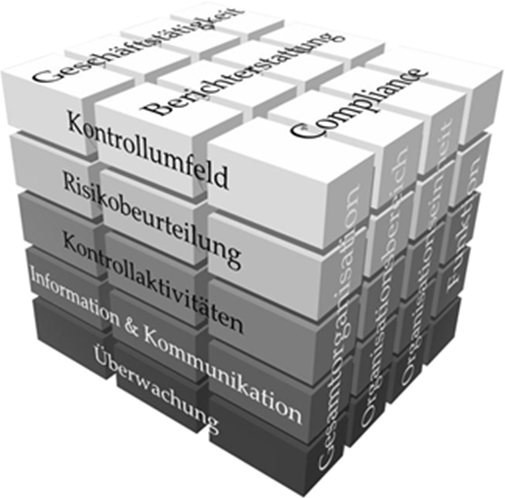 Geschäftstätigkeit
Berichterstattung
Compliance
Kontrollumfeld
Risikobeurteilung
Kontrollaktivitäten
Information & Kommunikation
Überwachung
Gesamtorganisation
Organisationsbereich
Organisationseinheit
Funktion